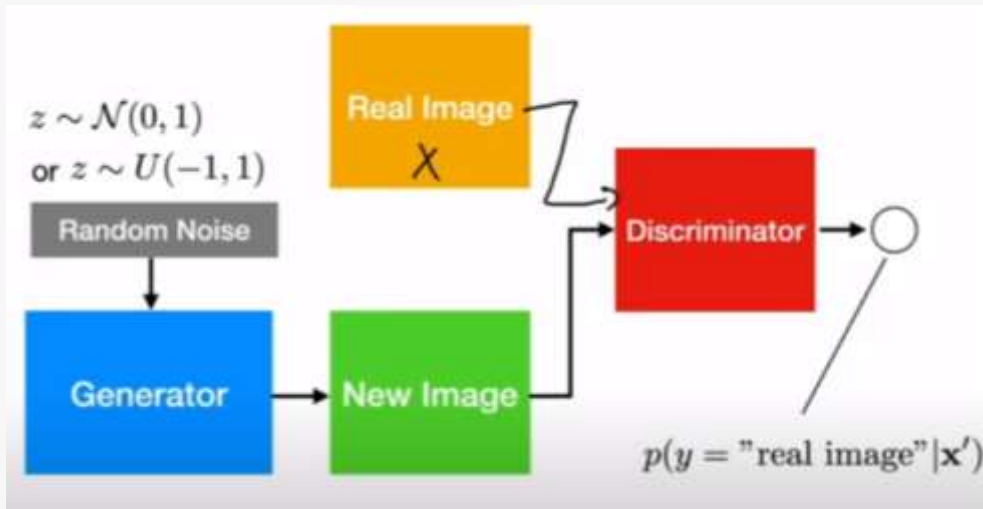 z ∼ N(0, 1)
or z ∼ U(−1, 1)
Random Noise
Generator
Real Image
X
New Image
Discriminator
p(y = ”real image”|x′)